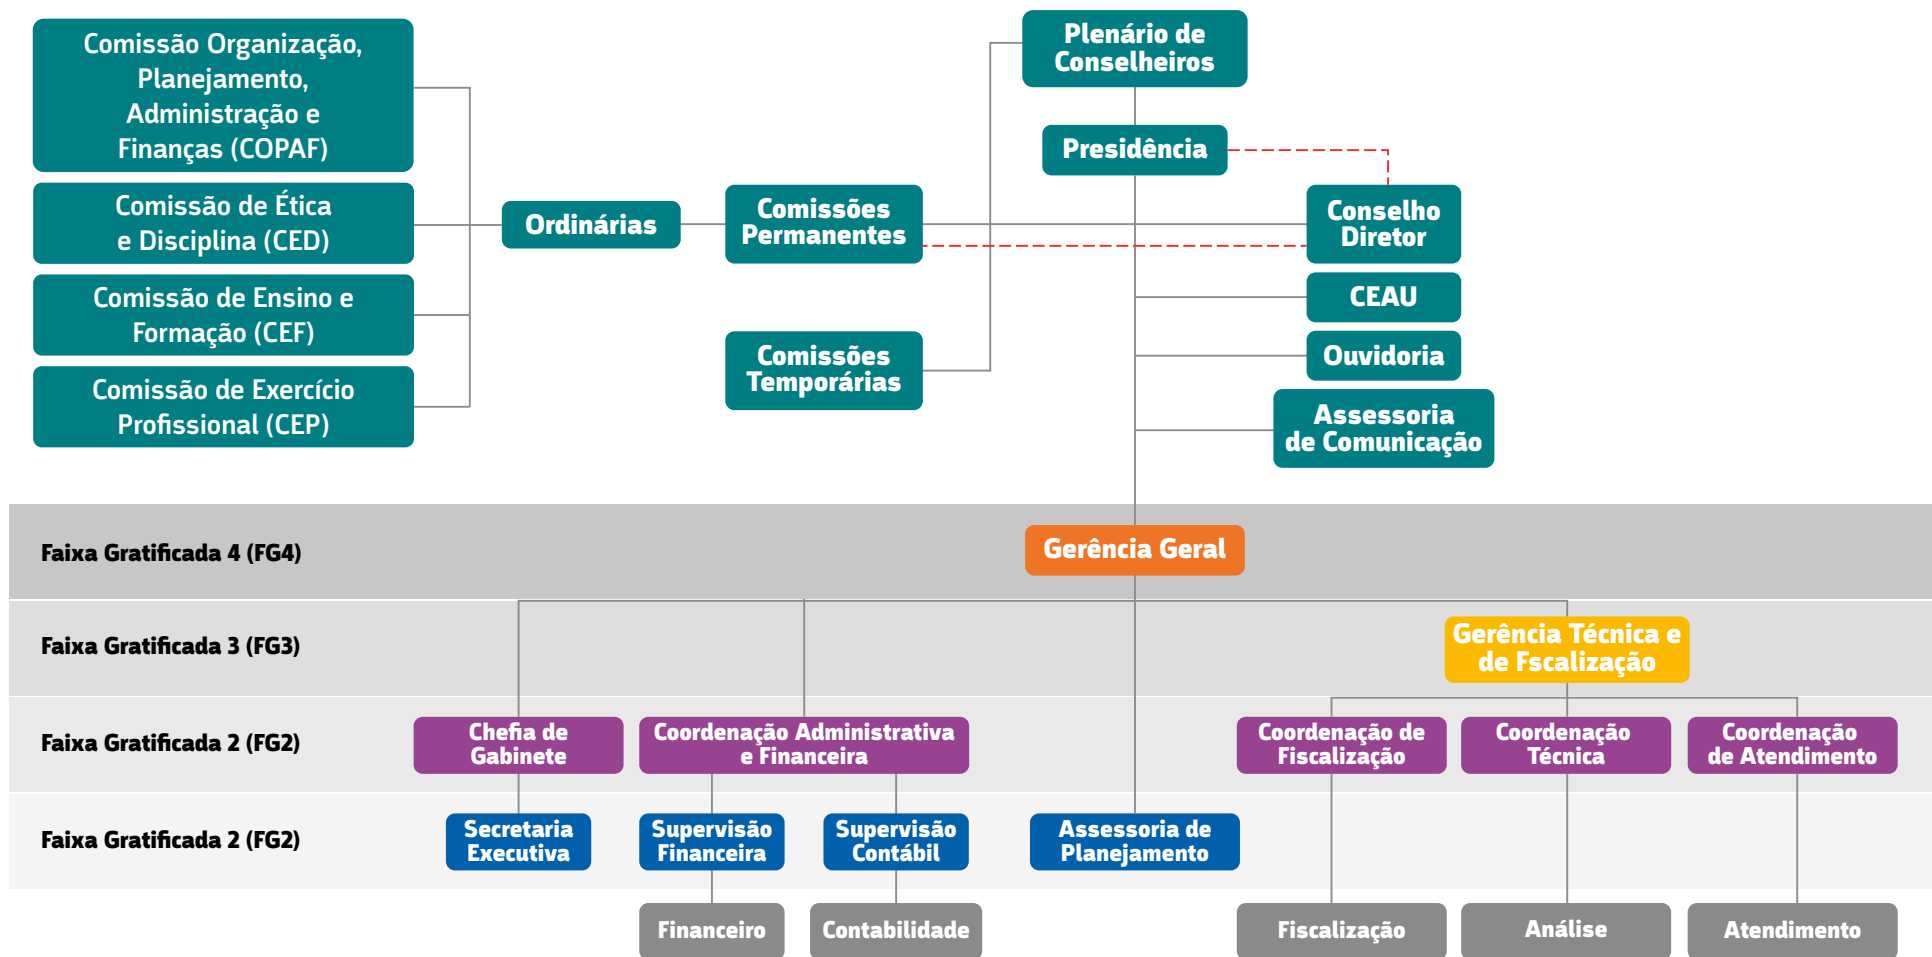 Comissão Organização,
Planejamento,
Administração e
Finanças (COPAF)
Comissão de Ética
e Disciplina (CED)
Comissão de Ensino e
Formação (CEF)
Comissão de Exercício
Profissional (CEP)
Ordinárias
Comissões
Permanentes
Comissões
Temporárias
Plenário de
Conselheiros
Presidência
Conselho
Diretor
CEAU
Ouvidoria
Assessoria
de Comunicação
Faixa Gratificada 4 (FG4)
Gerência Geral
Faixa Gratificada 3 (FG3)
Gerência Técnica e
de Fscalização
Faixa Gratificada 2 (FG2)
Chefia de
Gabinete
Coordenação Administrativa
e Financeira
Coordenação de
Fiscalização
Coordenação
Técnica
Coordenação
de Atendimento
Faixa Gratificada 2 (FG2)
Secretaria
Executiva
Supervisão
Financeira
Supervisão
Contábil
Assessoria de
Planejamento
Financeiro
Contabilidade
Fiscalização
Análise
Atendimento